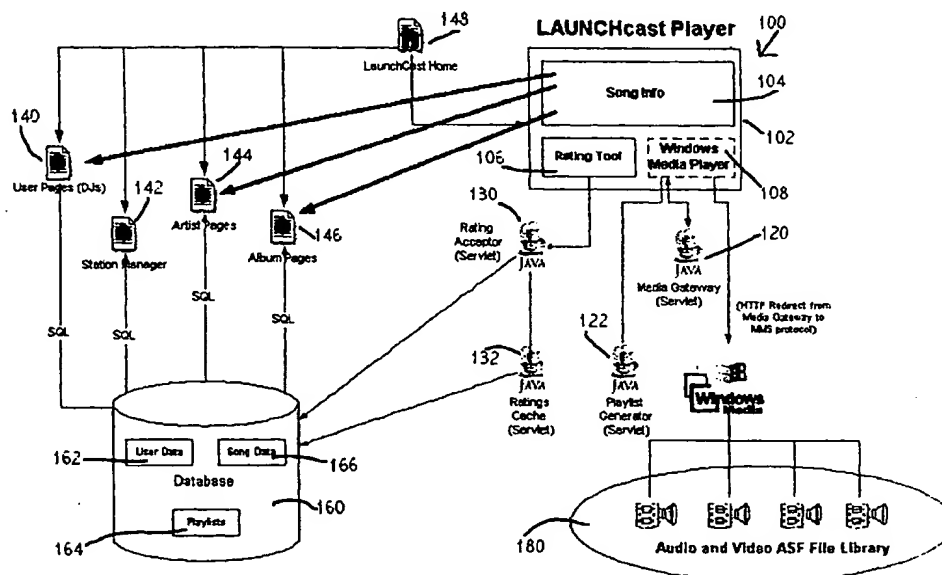 148
LaunchCast Home
LAUNCHcast Player
100
Song Info
104
102
106
Rating Tool
Windows
Media Player
108
140
User Pages (DJs)
142
Station Manager
144
Artist Pages
146
Album Pages
130
Rating
Acceptor
(Servlet)
JAVA
120
JAVA
Media Gateway
(Servlet)
(HTTP Redirect from
Media Gateway to
MMS protocol)
SQL
SQL
SQL
SQL
132
JAVA
Ratings
Cache
(Servlet)
122
JAVA
Playlist
Generator
(Servlet)
Windows
Media
162
User Data
Song Data
166
Database
160
Playlists
164
180
Audio and Video ASF File Library